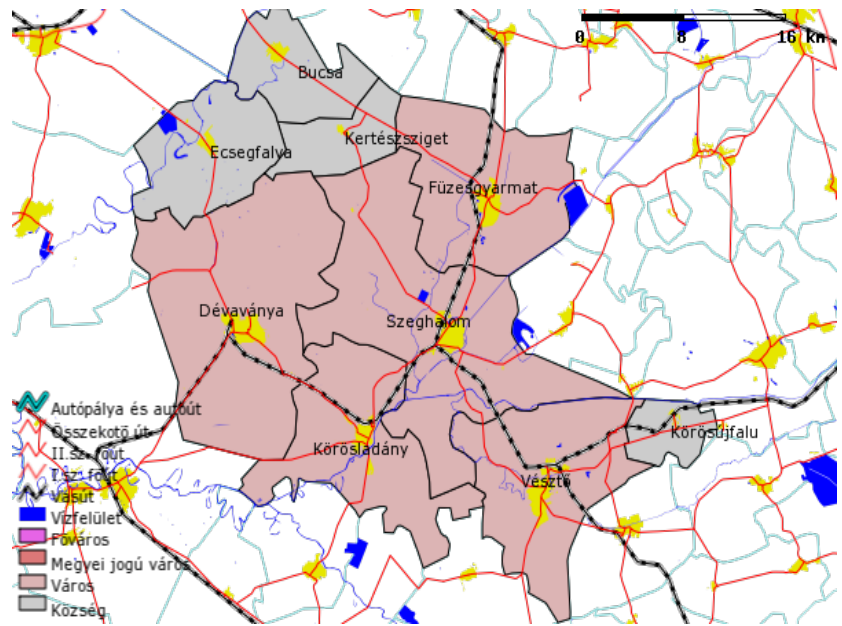 0 8 16 km
Bucsa
Kertészsziget
Ecsegfalva
Füzesgyarmat
Dévaványa
Szeghalom
Körösladány
Körösújfalu
Vésztő
Autópálya és autóút
Összekotő út
II.sz. főút
I.sz. főút
Vasút
Vízfelület
Főváros
Megyei jogú város
Város
Község